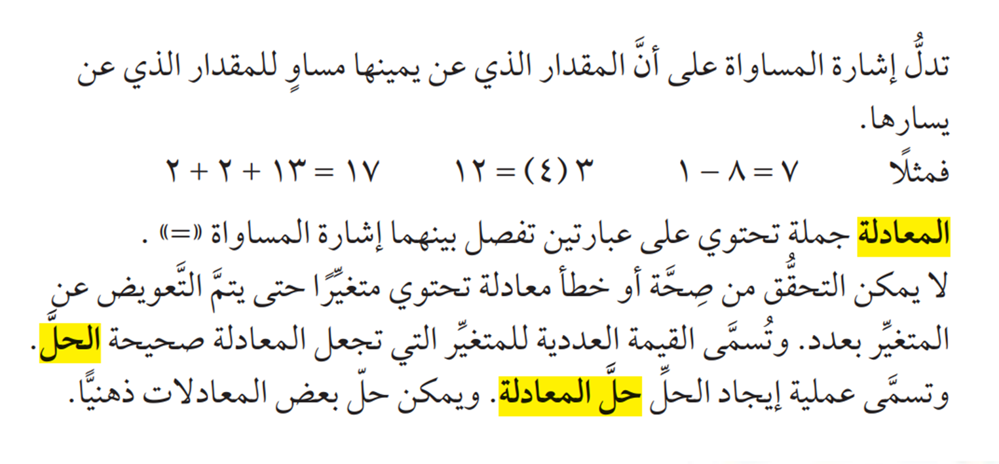 تدلُّ إشارة المساواة على أنَّ المقدار الذي عن يمينها مساوٍ للمقدار الذي عن
يسارها.
فمثلًا ٧ = ٨ − ١ ٣ (٤) = ١٢ ١٧ = ١٣ + ٢ + ٢
المعادلة جملة تحتوي على عبارتين تفصل بينهما إشارة المساواة «=» .
لا يمكن التحقُّق من صِحَّة أو خطأ معادلة تحتوي متغيِّرًا حتى يتمَّ التَّعويض عن
المتغيِّر بعدد. وتُسمَّى القيمة العددية للمتغيِّر التي تجعل المعادلة صحيحة الحلَّ.
وتسمَّى عملية إيجاد الحلِّ حلَّ المعادلة. ويمكن حلّ بعض المعادلات ذهنيًّا.